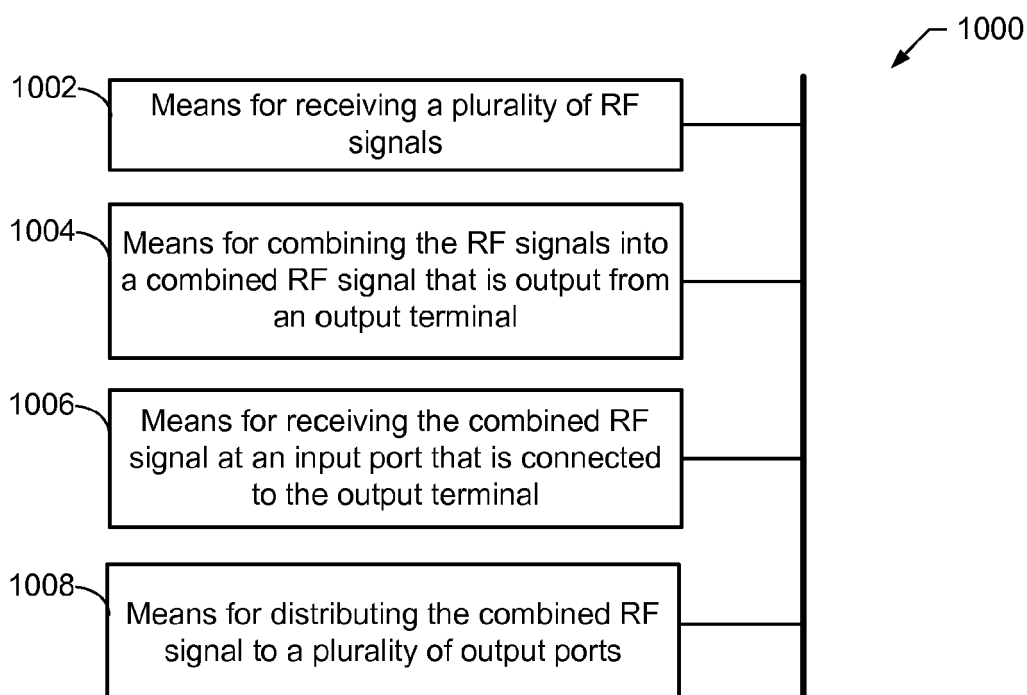 1000
1002
Means for receiving a plurality of RF
signals
1004
Means for combining the RF signals into
a combined RF signal that is output from
an output terminal
1006
Means for receiving the combined RF
signal at an input port that is connected
to the output terminal
1008
Means for distributing the combined RF
signal to a plurality of output ports